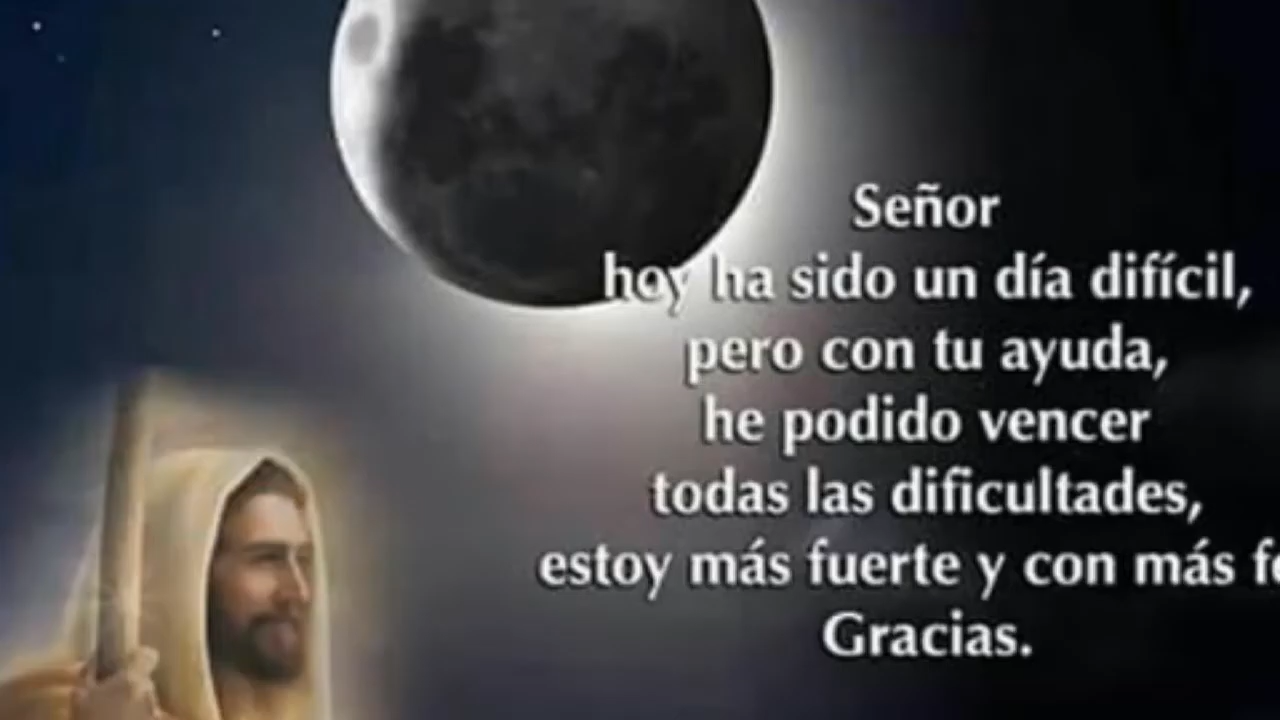 Señor
hoy ha sido un día difícil,
pero con tu ayuda,
he podido vencer
todas las dificultades,
estoy más fuerte y con más
Gracias.